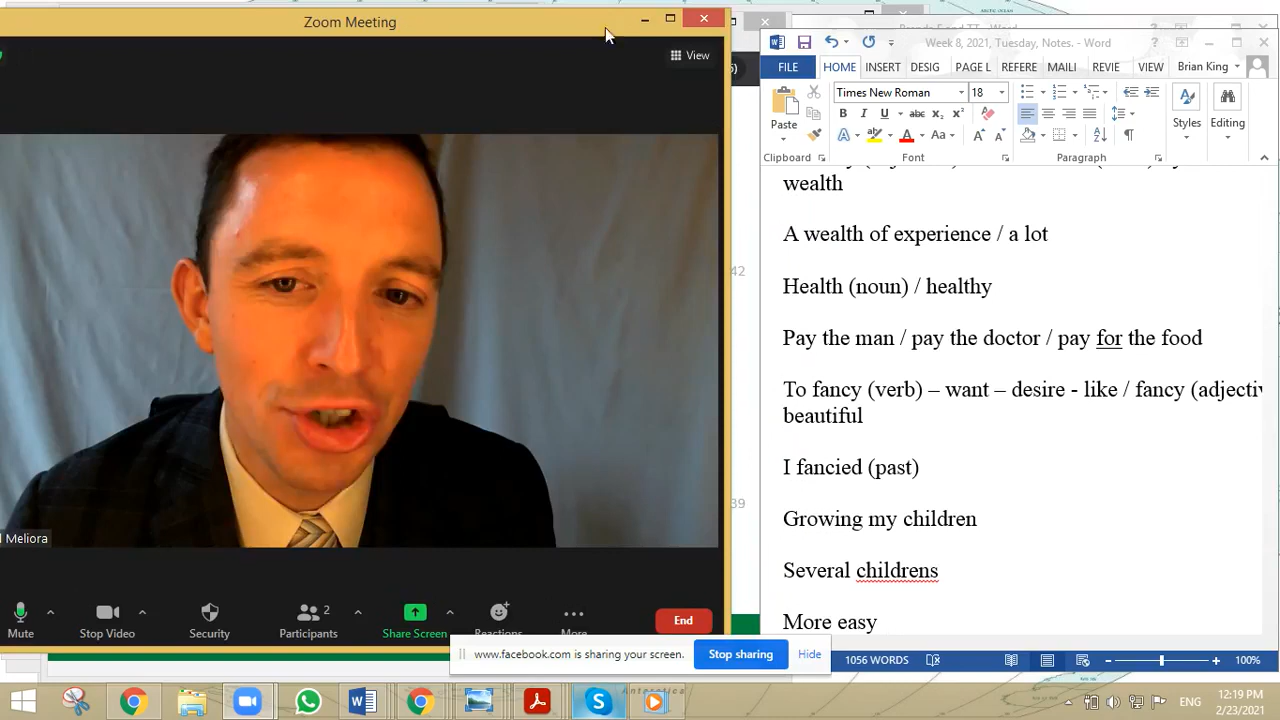 Zoom Meeting
View
Meliora
Mute
Stop Video
Security
Participants
2
Share Screen
Reactions
More
End
www.facebook.com is sharing your screen.
Stop sharing
Hide
Week 8, 2021, Tuesday, Notes. - Word
FILE
HOME
INSERT
DESIG
PAGE L
REFERE
MAILI
REVIE
VIEW
Brian King
Times New Roman
18
Paste
Styles
Editing
Clipboard
Font
Paragraph
wealth
A wealth of experience / a lot
Health (noun) / healthy
Pay the man / pay the doctor / pay for the food
To fancy (verb) – want – desire - like / fancy (adjectiv
beautiful
I fancied (past)
Growing my children
Several childrens
More easy
42
39
1056 WORDS
100%
Antarctica
ENG
12:19 PM
2/23/2021